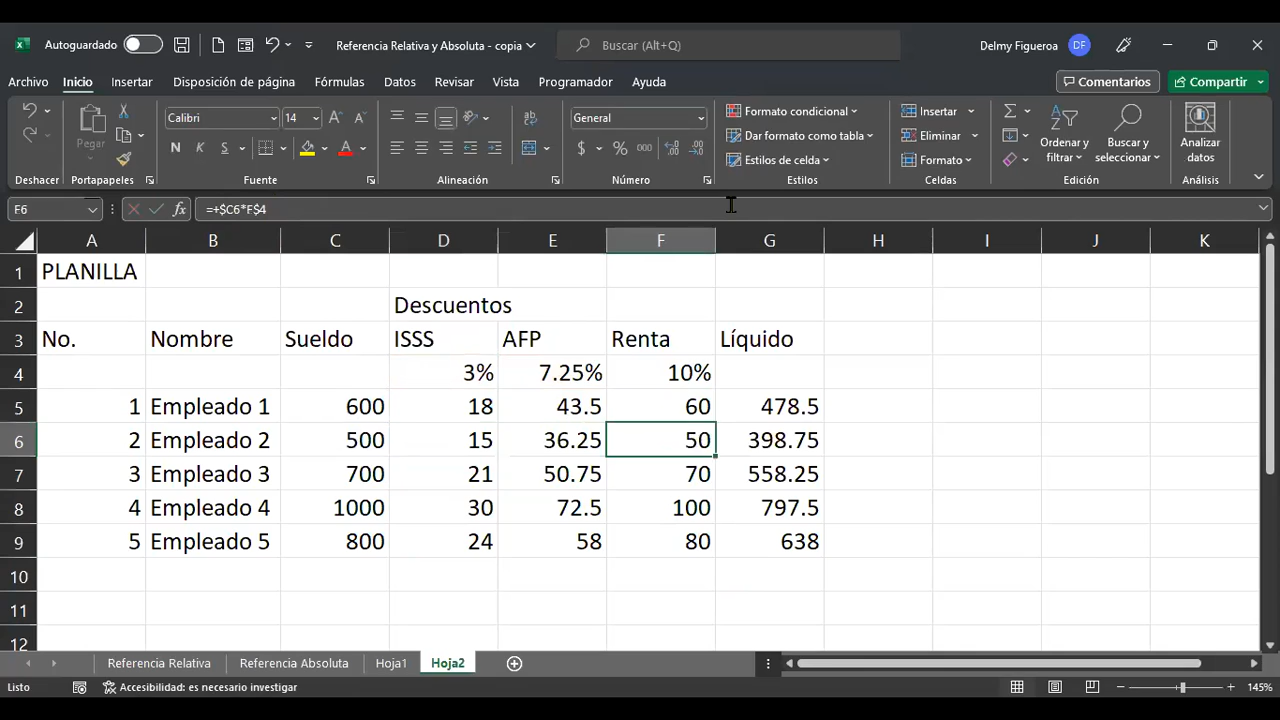 Autoguardado
Referencia Relativa y Absoluta - copia
Buscar (Alt+Q)
Delmy Figueroa
DF
Archivo Inicio Insertar Disposición de página Fórmulas Datos Revisar Vista Programador Ayuda
Comentarios
Compartir
Pegar
Calibri 14
N K S
General
$ % 000
Formato condicional
Dar formato como tabla
Estilos de celda
Insertar
Eliminar
Formato
Ordenar y
filtrar
Buscar y
seleccionar
Analizar
datos
Deshacer Portapapeles Fuente Alineación Número Estilos Celdas Edición Análisis
F6 fx =+$C6*F$4
A B C D E F G H I J K
1 PLANILLA
2 Descuentos
3 No. Nombre Sueldo ISSS AFP Renta Líquido
4 3% 7.25% 10%
5 1 Empleado 1 600 18 43.5 60 478.5
6 2 Empleado 2 500 15 36.25 50 398.75
7 3 Empleado 3 700 21 50.75 70 558.25
8 4 Empleado 4 1000 30 72.5 100 797.5
9 5 Empleado 5 800 24 58 80 638
10
11
12
Referencia Relativa Referencia Absoluta Hoja1 Hoja2
Listo Accesibilidad: es necesario investigar 145%